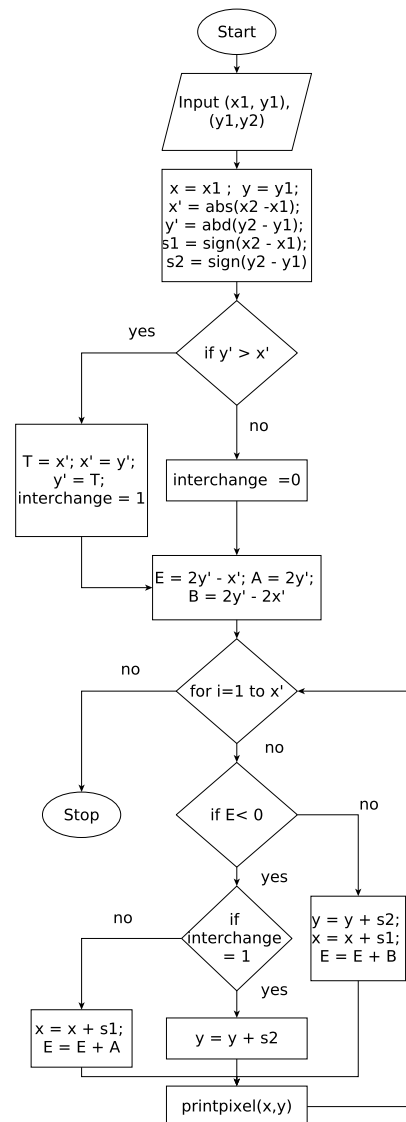 Start
Input (x1, y1),
(y1,y2)
x = x1 ;  y = y1;
x' = abs(x2 -x1);
y' = abd(y2 - y1);
s1 = sign(x2 - x1);
s2 = sign(y2 - y1)
yes
if y' > x'
no
T = x'; x' = y';
y' = T;
interchange = 1
interchange  =0
E = 2y' - x'; A = 2y';
B = 2y' - 2x'
no
for i=1 to x'
no
Stop
if E< 0
no
yes
if
interchange
= 1
no
yes
y = y + s2;
x = x + s1;
E = E + B
x = x + s1;
E = E + A
y = y + s2
printpixel(x,y)